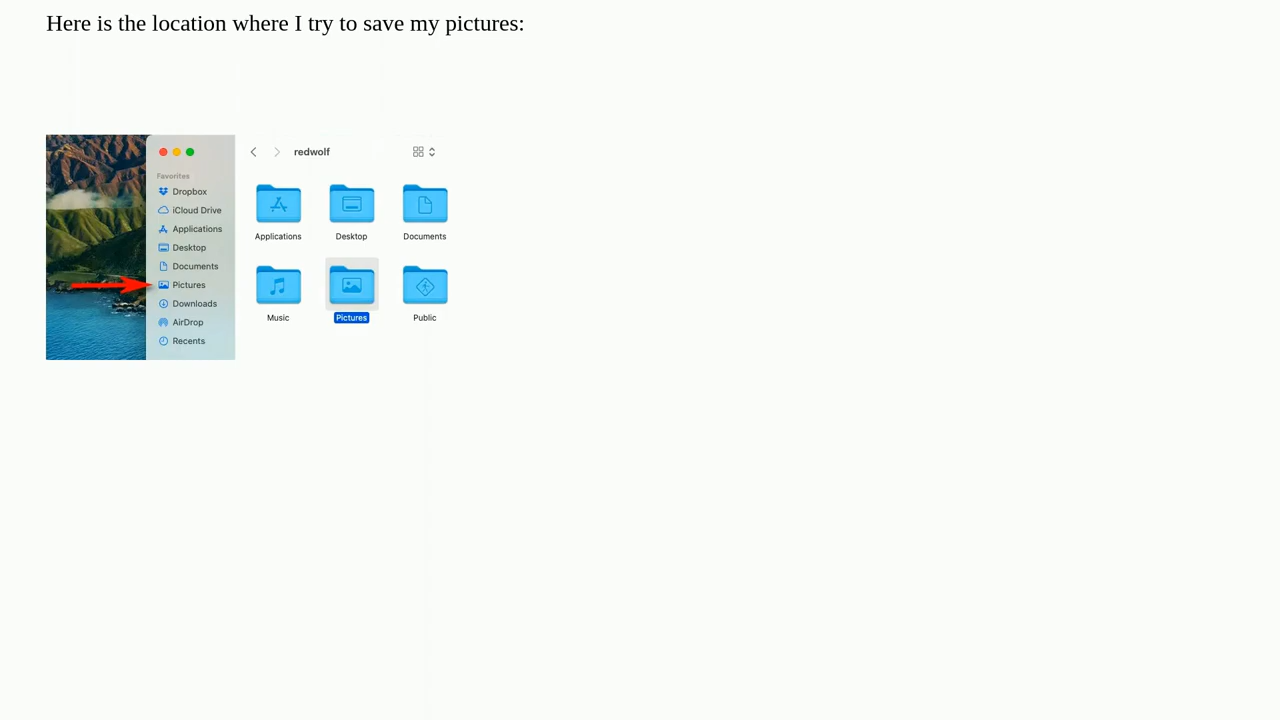 Here is the location where I try to save my pictures:
redwolf
Favorites
Dropbox
iCloud Drive
Applications
Desktop
Documents
Pictures
Downloads
AirDrop
Recents
Applications Desktop Documents
Music Pictures Public